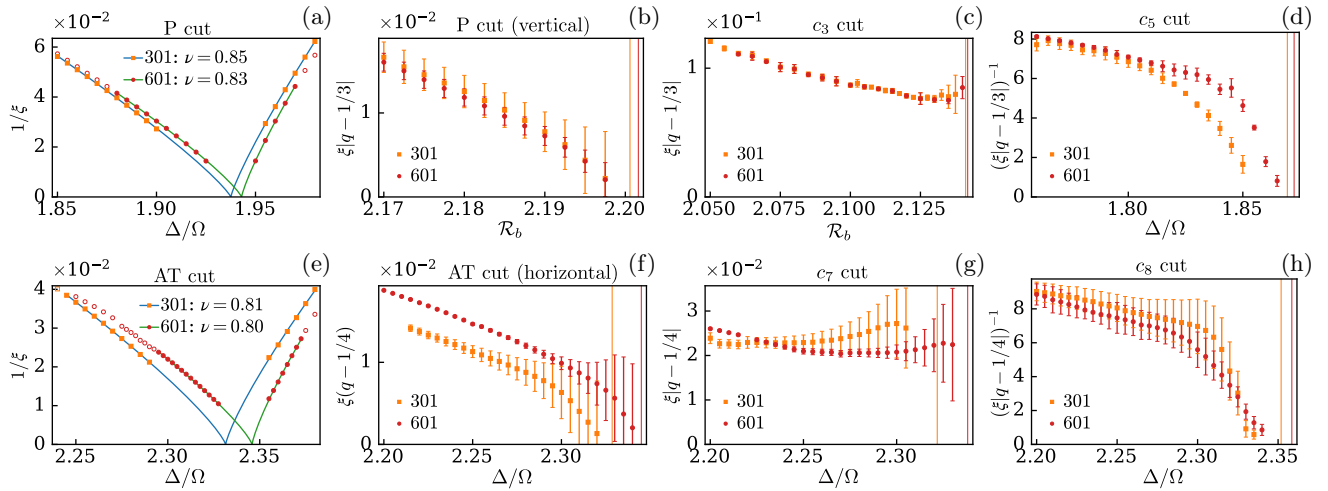 ×10⁻² P cut (a)
1/ξ
6
4
2
0
301: ν = 0.85
601: ν = 0.83
1.85 1.90 1.95
Δ/Ω
×10⁻² P cut (vertical) (b)
ξ|q − 1/3|
1
0
301
601
2.17 2.18 2.19 2.20
ℛ_b
×10⁻¹ c₃ cut (c)
ξ|q − 1/3|
1
0
301
601
2.050 2.075 2.100 2.125
ℛ_b
c₅ cut (d)
(ξ|q − 1/3|)⁻¹
8
6
4
2
0
301
601
1.80 1.85
Δ/Ω
×10⁻² AT cut (e)
1/ξ
4
3
2
1
0
301: ν = 0.81
601: ν = 0.80
2.25 2.30 2.35
Δ/Ω
×10⁻² AT cut (horizontal) (f)
ξ(q − 1/4)
1
0
301
601
2.20 2.25 2.30
Δ/Ω
×10⁻² c₇ cut (g)
ξ|q − 1/4|
3
2
1
0
301
601
2.20 2.25 2.30
Δ/Ω
c₈ cut (h)
(ξ|q − 1/4|)⁻¹
8
6
4
2
0
301
601
2.20 2.25 2.30 2.35
Δ/Ω